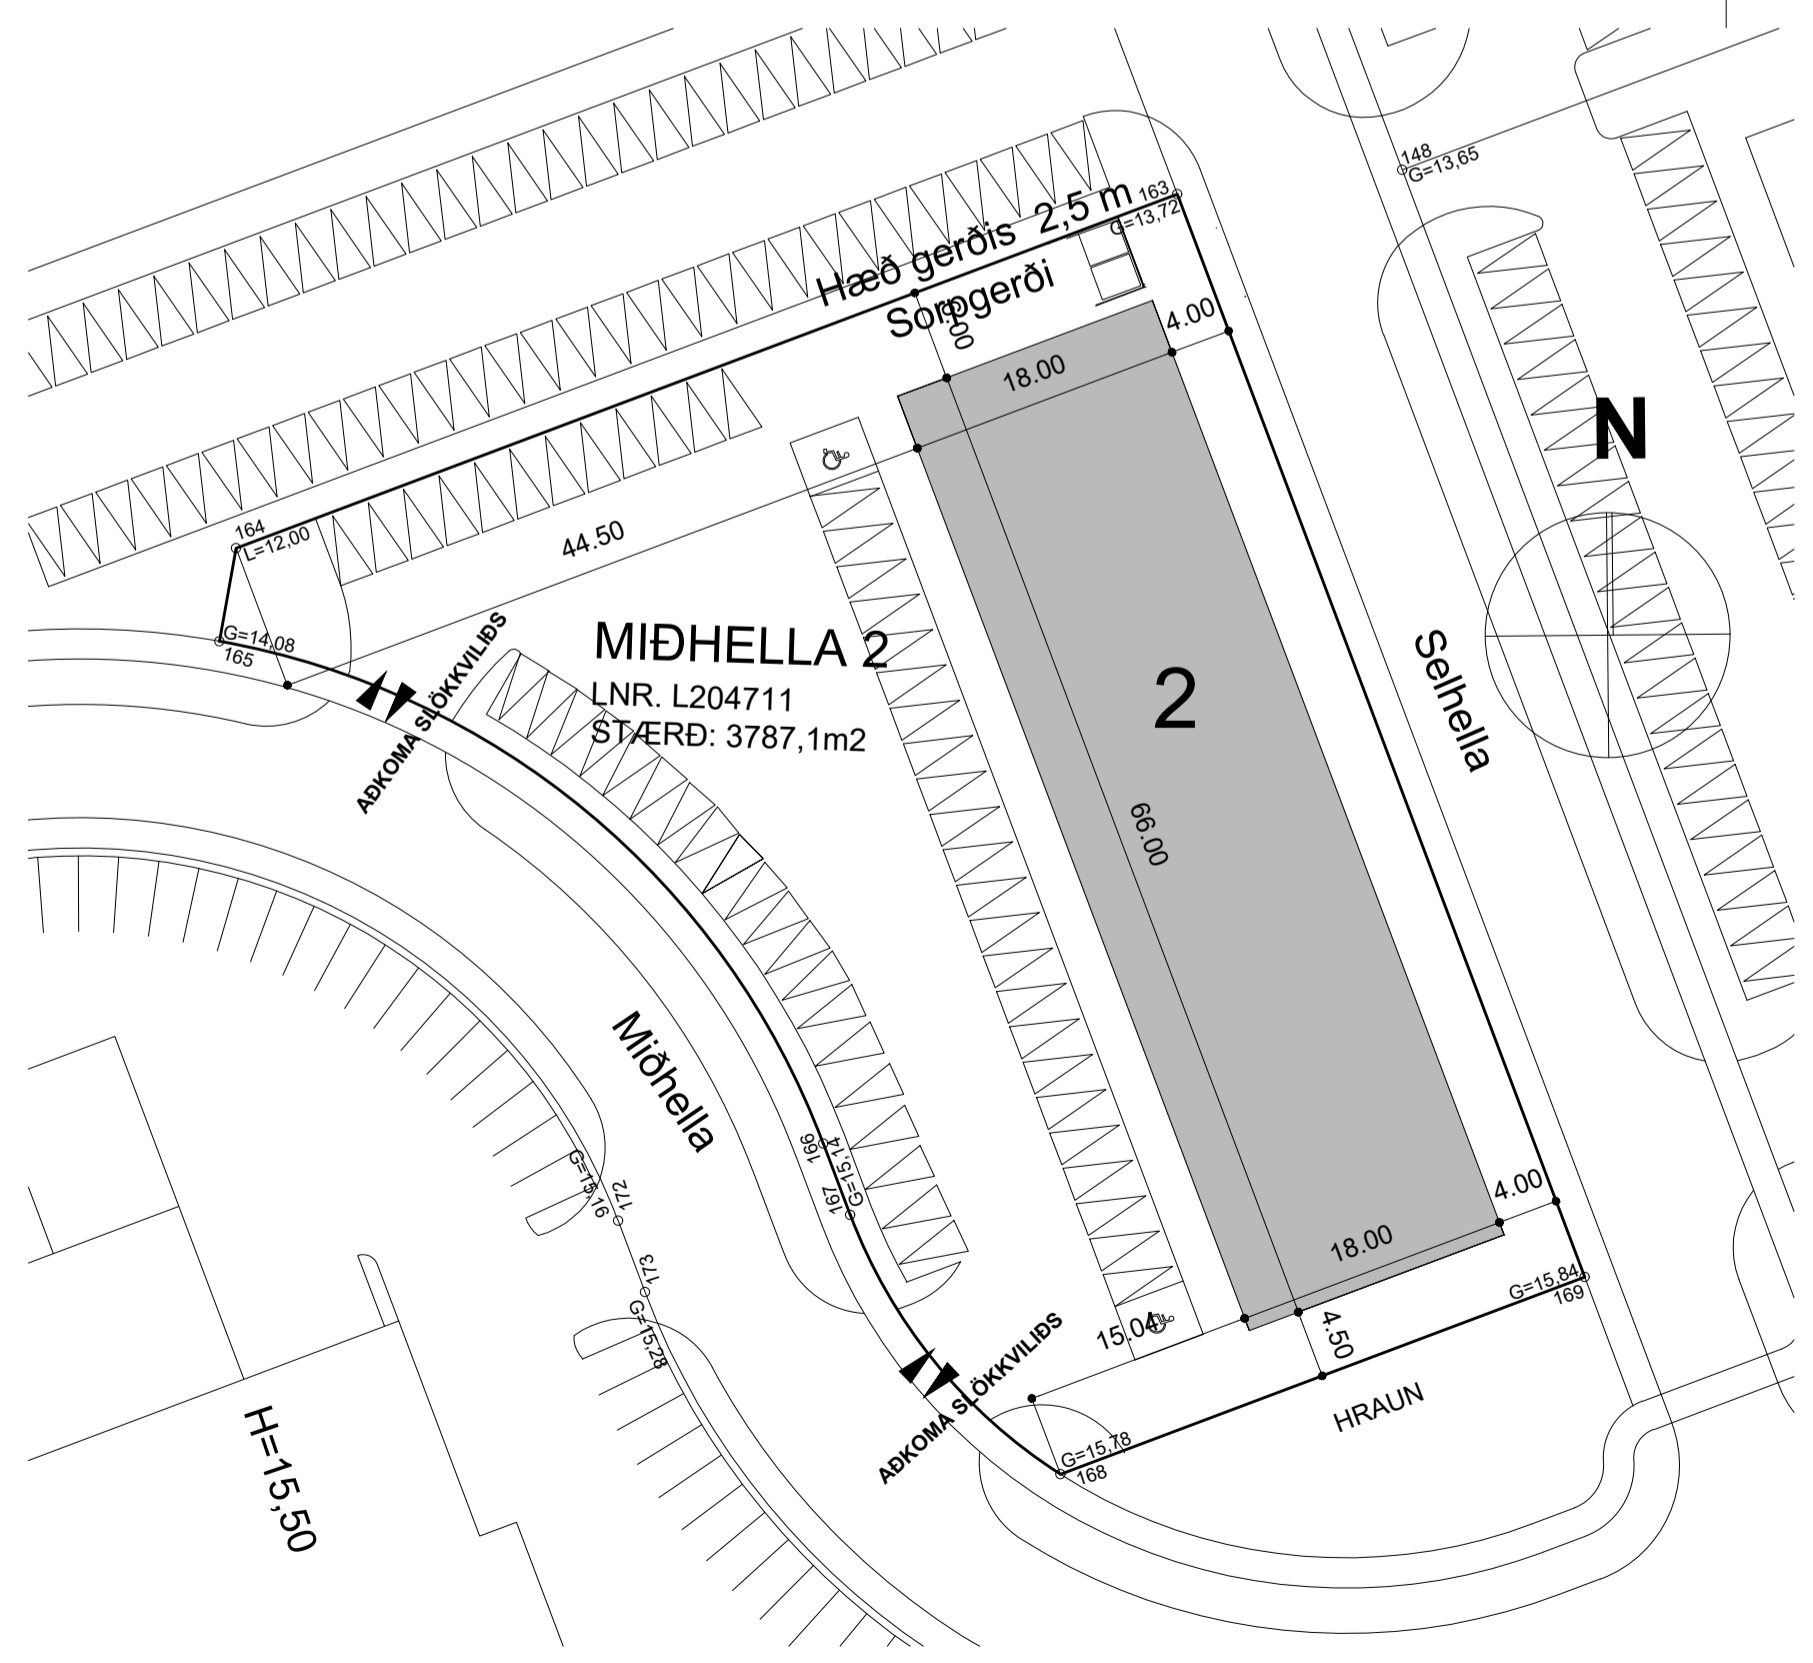 148
G=13,65
163
G=13,72
Hæð gerðis 2,5 m
Sorpgerði
4.00
18.00
N
164
L=12,00
44.50
G=14,08
165
AÐKOMA SLÖKKVILIÐS
MIÐHELLA 2
LNR. L204711
STÆRÐ: 3787,1m2
2
Selhella
66.00
Miðhella
166
G=15,14
167
G=15,16
172
173
G=15,28
4.00
18.00
G=15,84
169
15.04
4.50
AÐKOMA SLÖKKVILIÐS
HRAUN
G=15,78
168
H=15,50